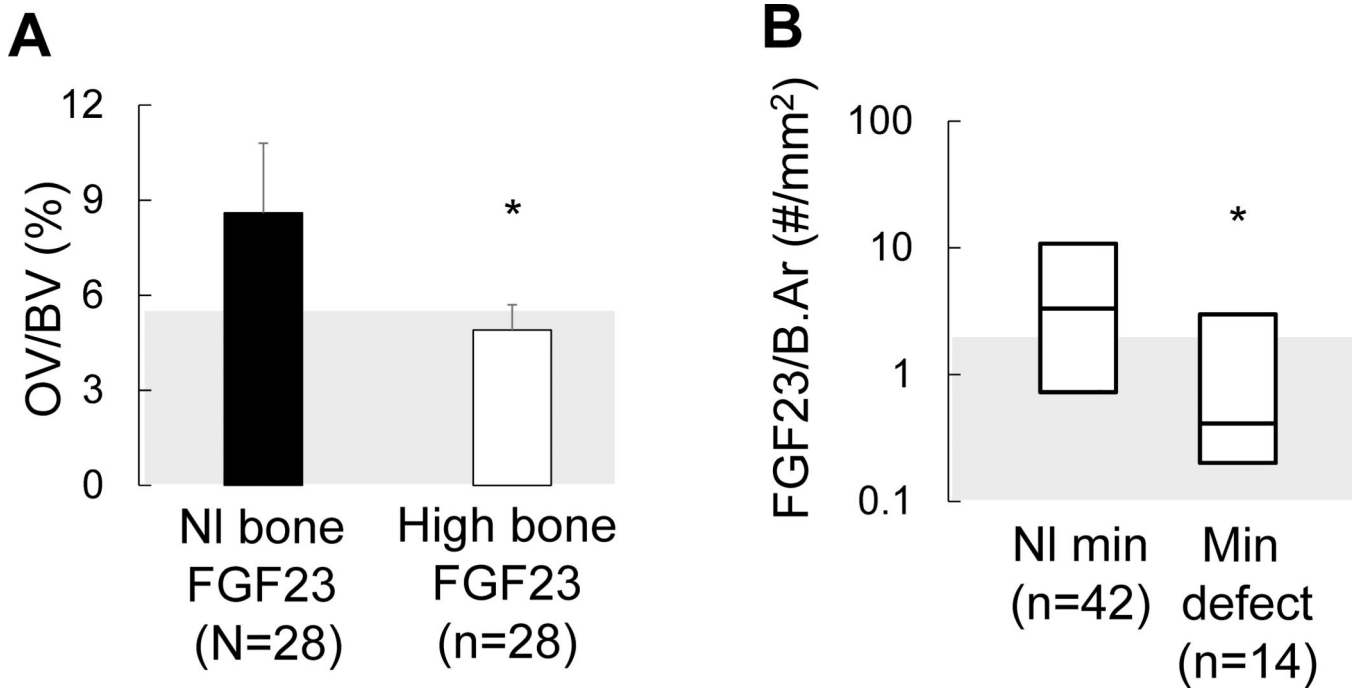 A
OV/BV (%)
12
9
6
3
0
*
Nl bone
FGF23
(N=28)
High bone
FGF23
(n=28)
B
FGF23/B.Ar (#/mm²)
100
10
1
0.1
*
Nl min
(n=42)
Min
defect
(n=14)